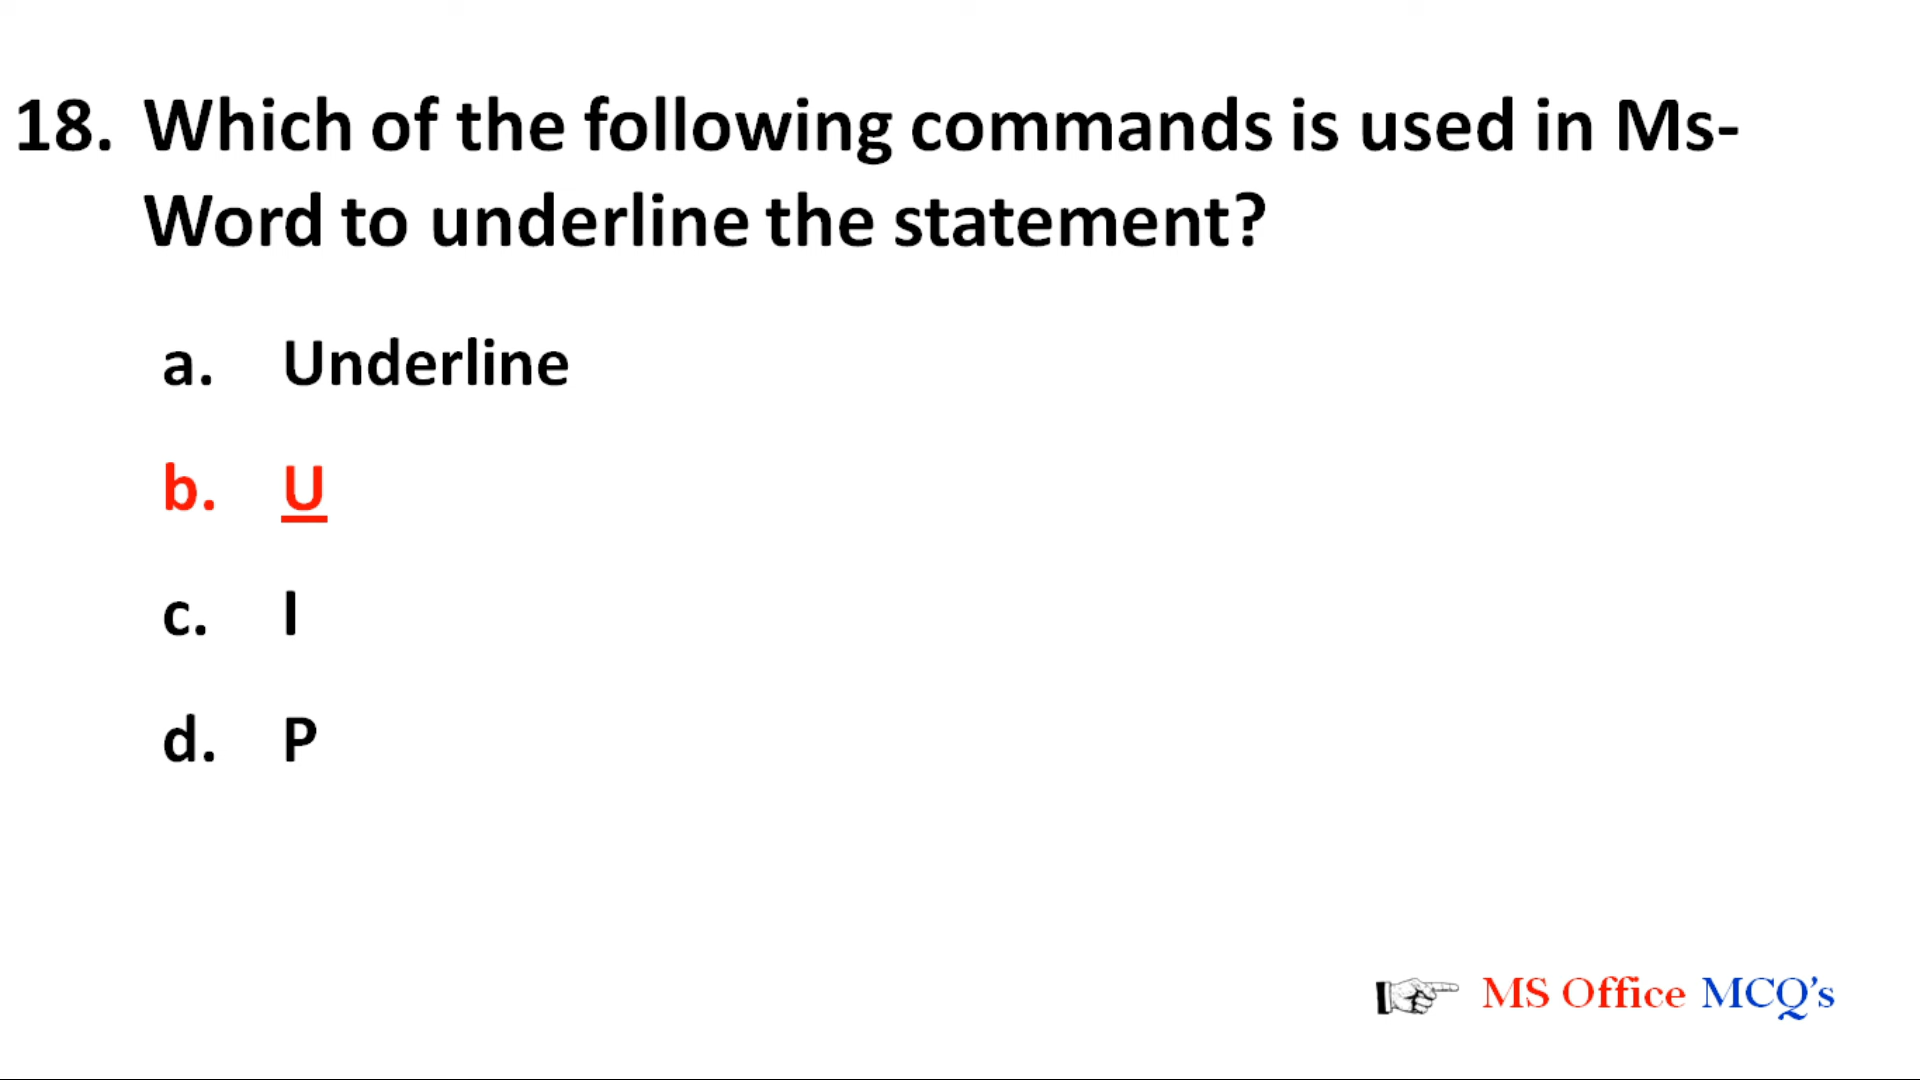 18. Which of the following commands is used in Ms-
Word to underline the statement?
a. Underline
b. U
c. I
d. P
MS Office MCQ's